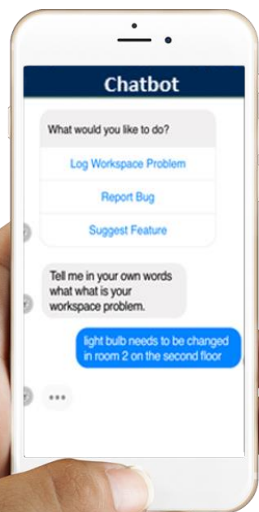 Chatbot
What would you like to do?
Log Workspace Problem
Report Bug
Suggest Feature
Tell me in your own words
what what is your
workspace problem.
light bulb needs to be changed
in room 2 on the second floor